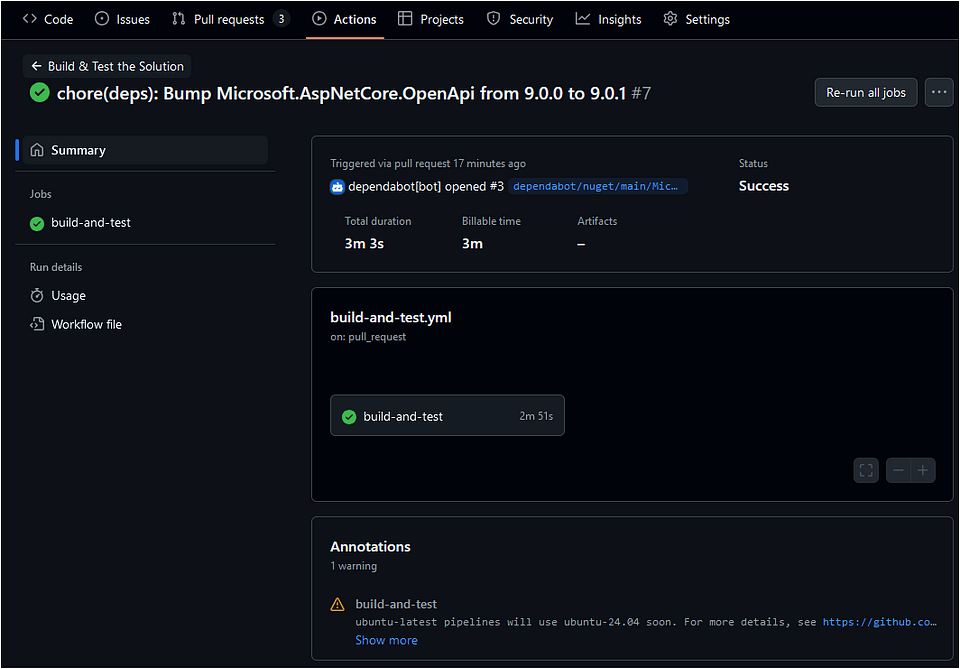 Code Issues Pull requests 3 Actions Projects Security Insights Settings
← Build & Test the Solution
chore(deps): Bump Microsoft.AspNetCore.OpenApi from 9.0.0 to 9.0.1 #7
Re-run all jobs ...
Summary
Jobs
build-and-test
Run details
Usage
Workflow file
Triggered via pull request 17 minutes ago
dependabot[bot] opened #3 dependabot/nuget/main/Mic…
Status
Success
Total duration
3m 3s
Billable time
3m
Artifacts
–
build-and-test.yml
on: pull_request
build-and-test 2m 51s
Annotations
1 warning
build-and-test
ubuntu-latest pipelines will use ubuntu-24.04 soon. For more details, see https://github.co…
Show more